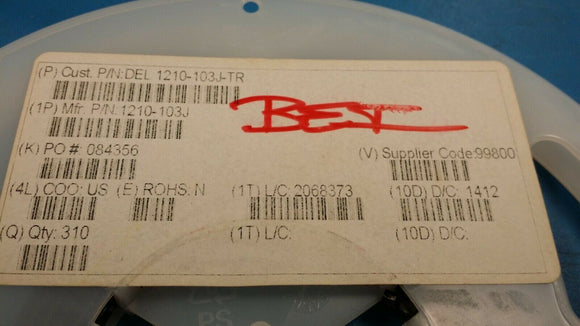 (P) Cust. P/N:DEL 1210-103J-TR
(1P) Mfr. P/N:1210-103J
BEI
(K) PO #: 084356
(V) Supplier Code:99800
(4L) COO: US (E) ROHS: N (1T) L/C: 2068373 (10D) D/C: 1412
(Q) Qty: 310 (1T) L/C: (10D) D/C: